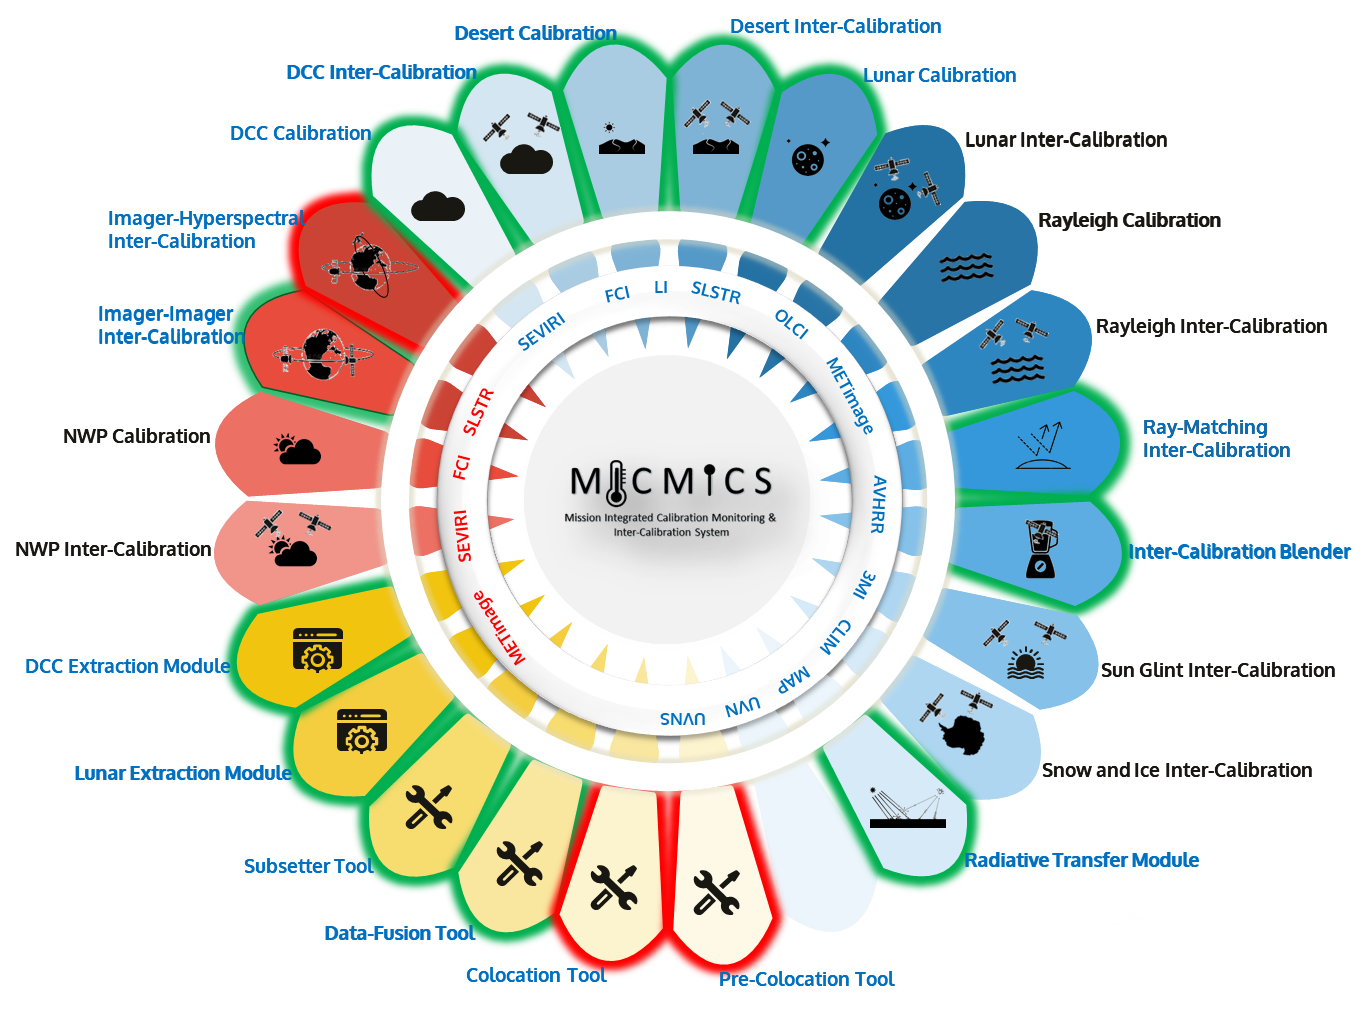 Desert Calibration
Desert Inter-Calibration
DCC Inter-Calibration
Lunar Calibration
DCC Calibration
Lunar Inter-Calibration
Imager-Hyperspectral
Inter-Calibration
Rayleigh Calibration
Imager-Imager
Inter-Calibration
Rayleigh Inter-Calibration
NWP Calibration
Ray-Matching
Inter-Calibration
NWP Inter-Calibration
Inter-Calibration Blender
DCC Extraction Module
Sun Glint Inter-Calibration
Lunar Extraction Module
Snow and Ice Inter-Calibration
Subsetter Tool
Radiative Transfer Module
Data-Fusion Tool
Colocation Tool
Pre-Colocation Tool
SEVIRI
FCI
LI
SLSTR
OLCI
METimage
AVHRR
3MI
CLIM
MAP
UVN
UVNS
METimage
SEVIRI
FCI
SLSTR
MICMICS
Mission Integrated Calibration Monitoring &
Inter-Calibration System